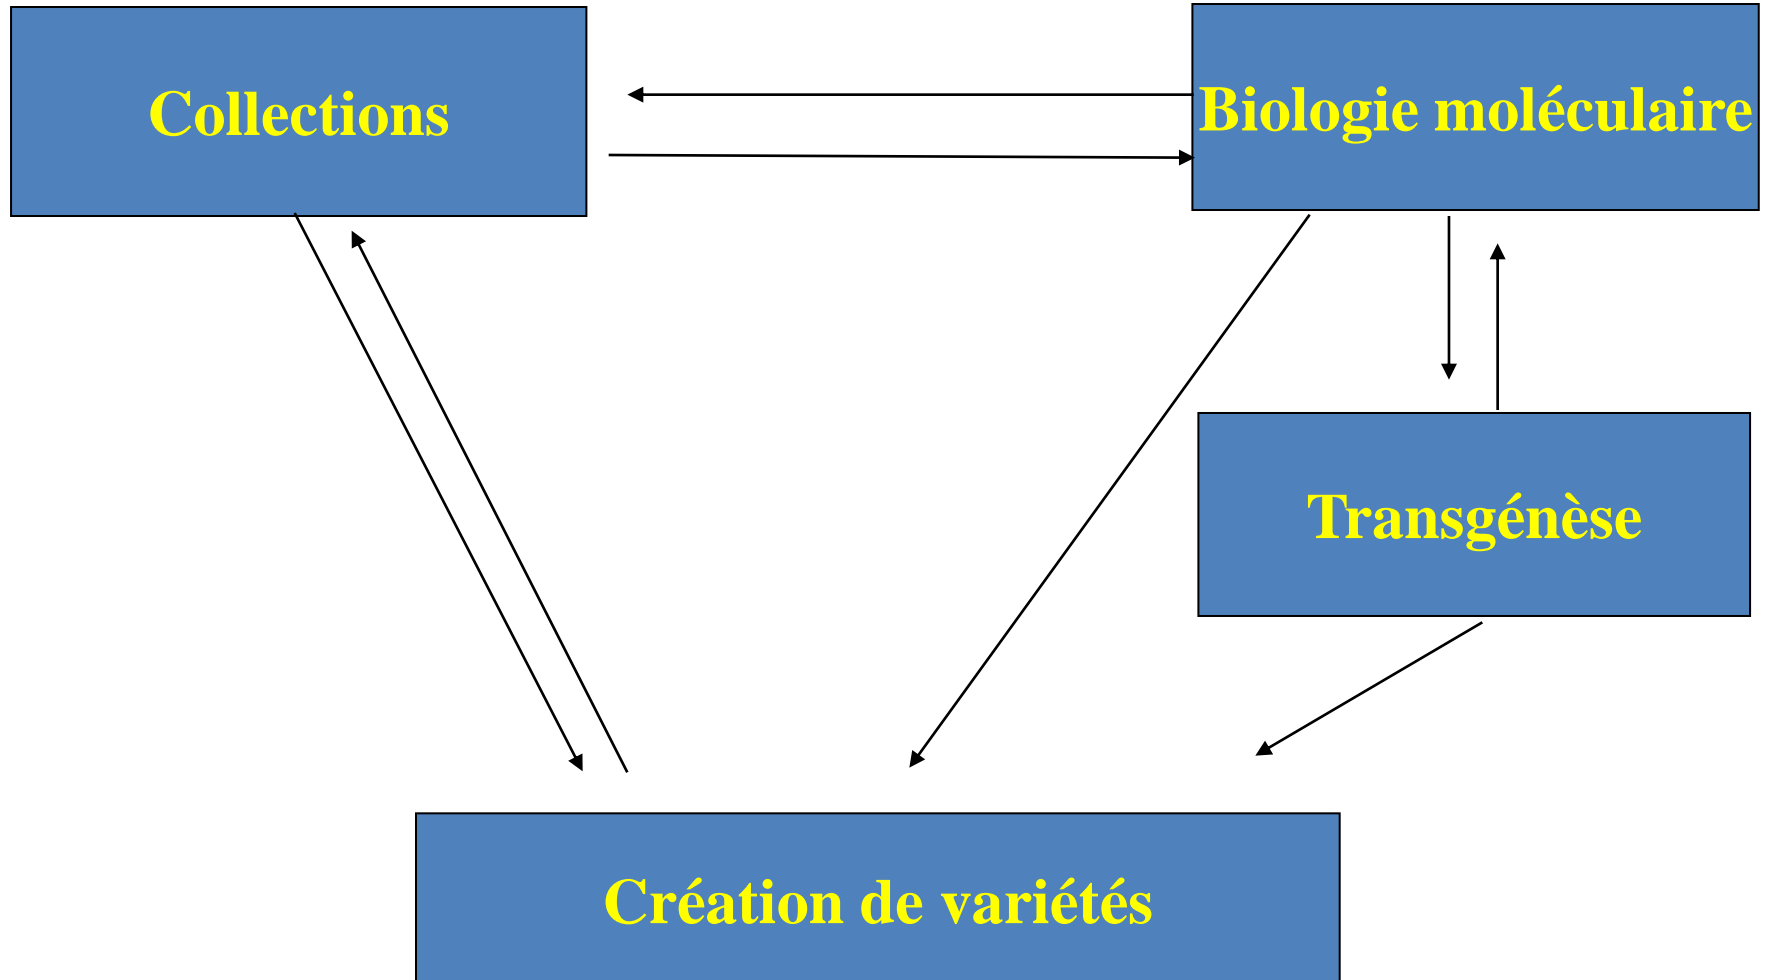 Collections
Biologie moléculaire
Transgénèse
Création de variétés